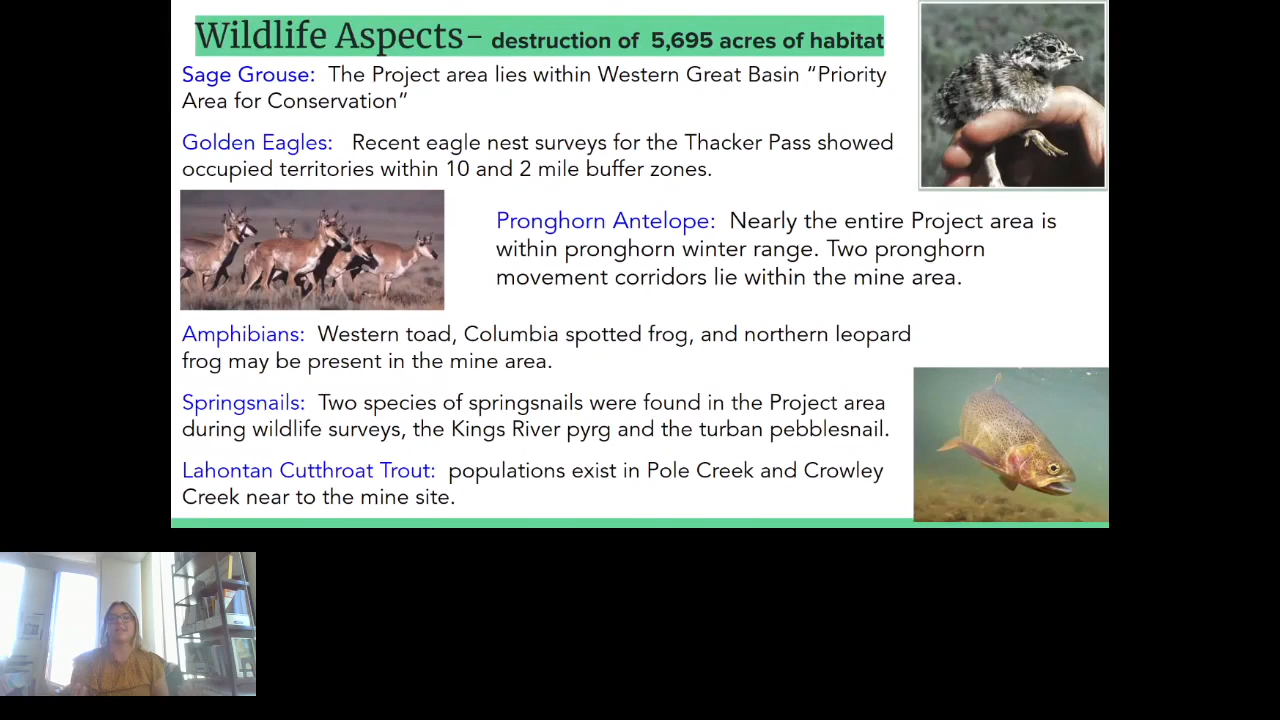 Wildlife Aspects- destruction of 5,695 acres of habitat
Sage Grouse: The Project area lies within Western Great Basin “Priority
Area for Conservation”
Golden Eagles: Recent eagle nest surveys for the Thacker Pass showed
occupied territories within 10 and 2 mile buffer zones.
Pronghorn Antelope: Nearly the entire Project area is
within pronghorn winter range. Two pronghorn
movement corridors lie within the mine area.
Amphibians: Western toad, Columbia spotted frog, and northern leopard
frog may be present in the mine area.
Springsnails: Two species of springsnails were found in the Project area
during wildlife surveys, the Kings River pyrg and the turban pebblesnail.
Lahontan Cutthroat Trout: populations exist in Pole Creek and Crowley
Creek near to the mine site.